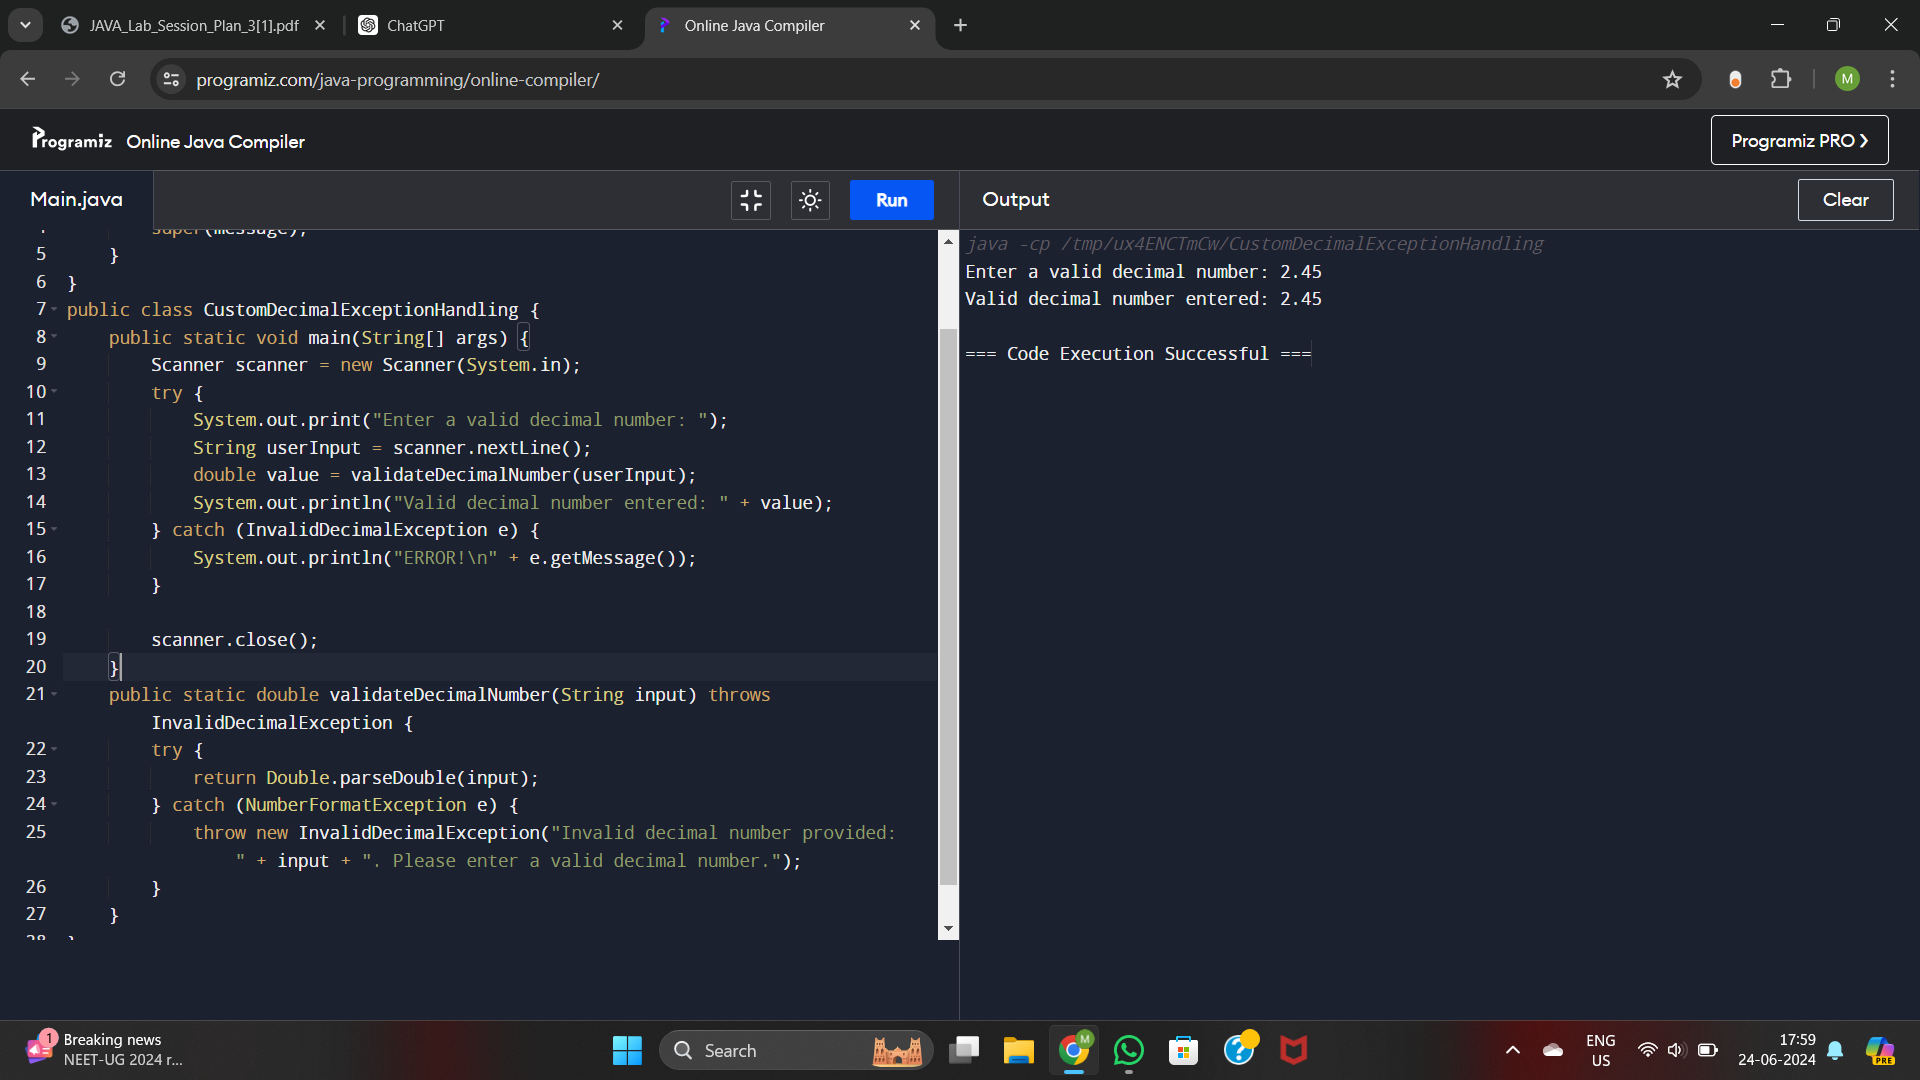 JAVA_Lab_Session_Plan_3[1].pdf
ChatGPT
Online Java Compiler
programiz.com/java-programming/online-compiler/
M
Programiz Online Java Compiler
Programiz PRO
Main.java
Run
Output
Clear
super(message);
5 }
6 }
7 public class CustomDecimalExceptionHandling {
8 public static void main(String[] args) {
9 Scanner scanner = new Scanner(System.in);
10 try {
11 System.out.print("Enter a valid decimal number: ");
12 String userInput = scanner.nextLine();
13 double value = validateDecimalNumber(userInput);
14 System.out.println("Valid decimal number entered: " + value);
15 } catch (InvalidDecimalException e) {
16 System.out.println("ERROR!\n" + e.getMessage());
17 }
18
19 scanner.close();
20 }
21 public static double validateDecimalNumber(String input) throws
InvalidDecimalException {
22 try {
23 return Double.parseDouble(input);
24 } catch (NumberFormatException e) {
25 throw new InvalidDecimalException("Invalid decimal number provided:
" + input + ". Please enter a valid decimal number.");
26 }
27 }
28 }
java -cp /tmp/ux4ENCTmCw/CustomDecimalExceptionHandling
Enter a valid decimal number: 2.45
Valid decimal number entered: 2.45
=== Code Execution Successful ===
1
Breaking news
NEET-UG 2024 r...
Search
M
ENG
US
17:59
24-06-2024
PRE